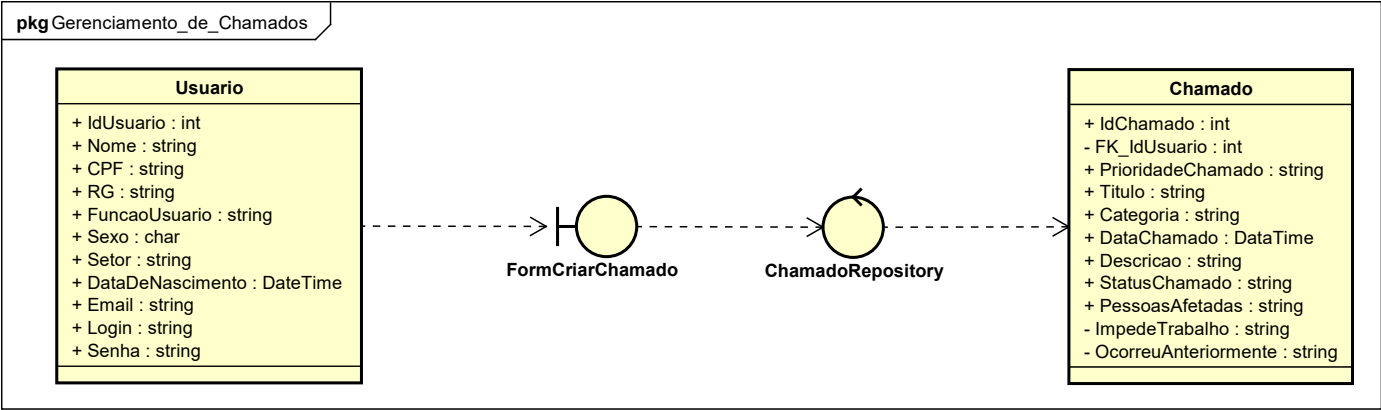 pkg Gerenciamento_de_Chamados
Usuario
+ IdUsuario : int
+ Nome : string
+ CPF : string
+ RG : string
+ FuncaoUsuario : string
+ Sexo : char
+ Setor : string
+ DataDeNascimento : DateTime
+ Email : string
+ Login : string
+ Senha : string
FormCriarChamado
ChamadoRepository
Chamado
+ IdChamado : int
- FK_IdUsuario : int
+ PrioridadeChamado : string
+ Titulo : string
+ Categoria : string
+ DataChamado : DataTime
+ Descricao : string
+ StatusChamado : string
+ PessoasAfetadas : string
- ImpedeTrabalho : string
- OcorreuAnteriormente : string